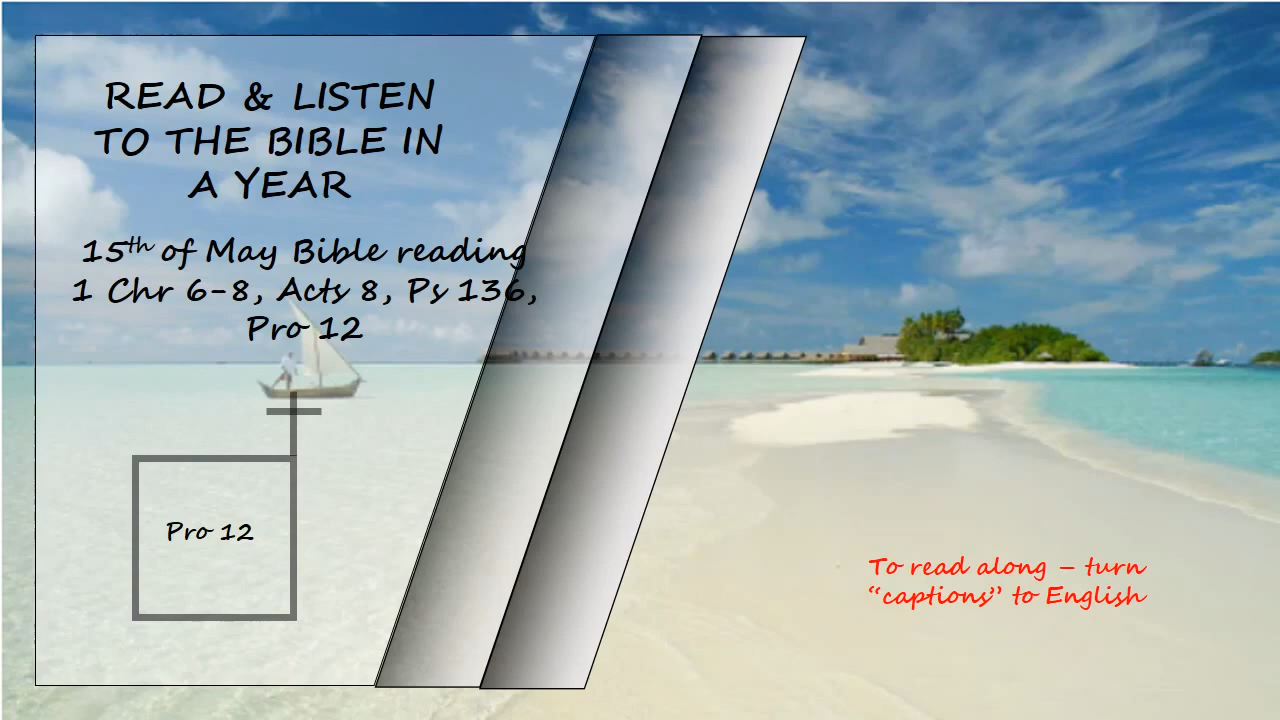 READ & LISTEN
TO THE BIBLE IN
A YEAR
15th of May Bible reading
1 Chr 6-8, Acts 8, Ps 136,
Pro 12
Pro 12
To read along – turn
“captions” to English